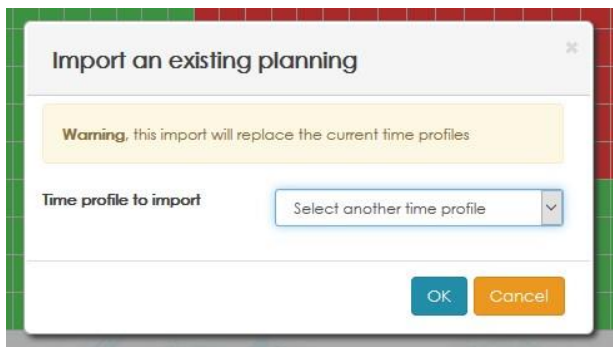 Import an existing planning
Warning, this import will replace the current time profiles
Time profile to import
Select another time profile
OK
Cancel